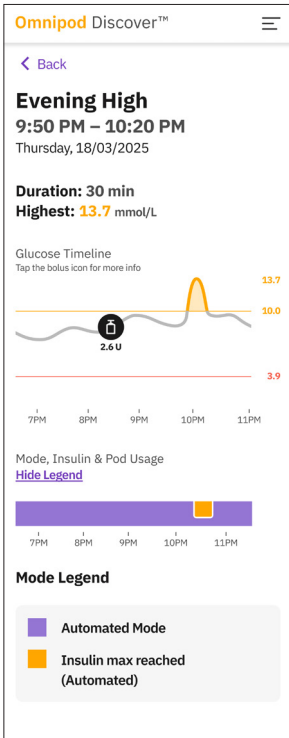 Omnipod Discover™
Back
Evening High
9:50 PM – 10:20 PM
Thursday, 18/03/2025
Duration: 30 min
Highest: 13.7 mmol/L
Glucose Timeline
Tap the bolus icon for more info
13.7
10.0
2.6 U
3.9
7PM 8PM 9PM 10PM 11PM
Mode, Insulin & Pod Usage
Hide Legend
7PM 8PM 9PM 10PM 11PM
Mode Legend
Automated Mode
Insulin max reached
(Automated)